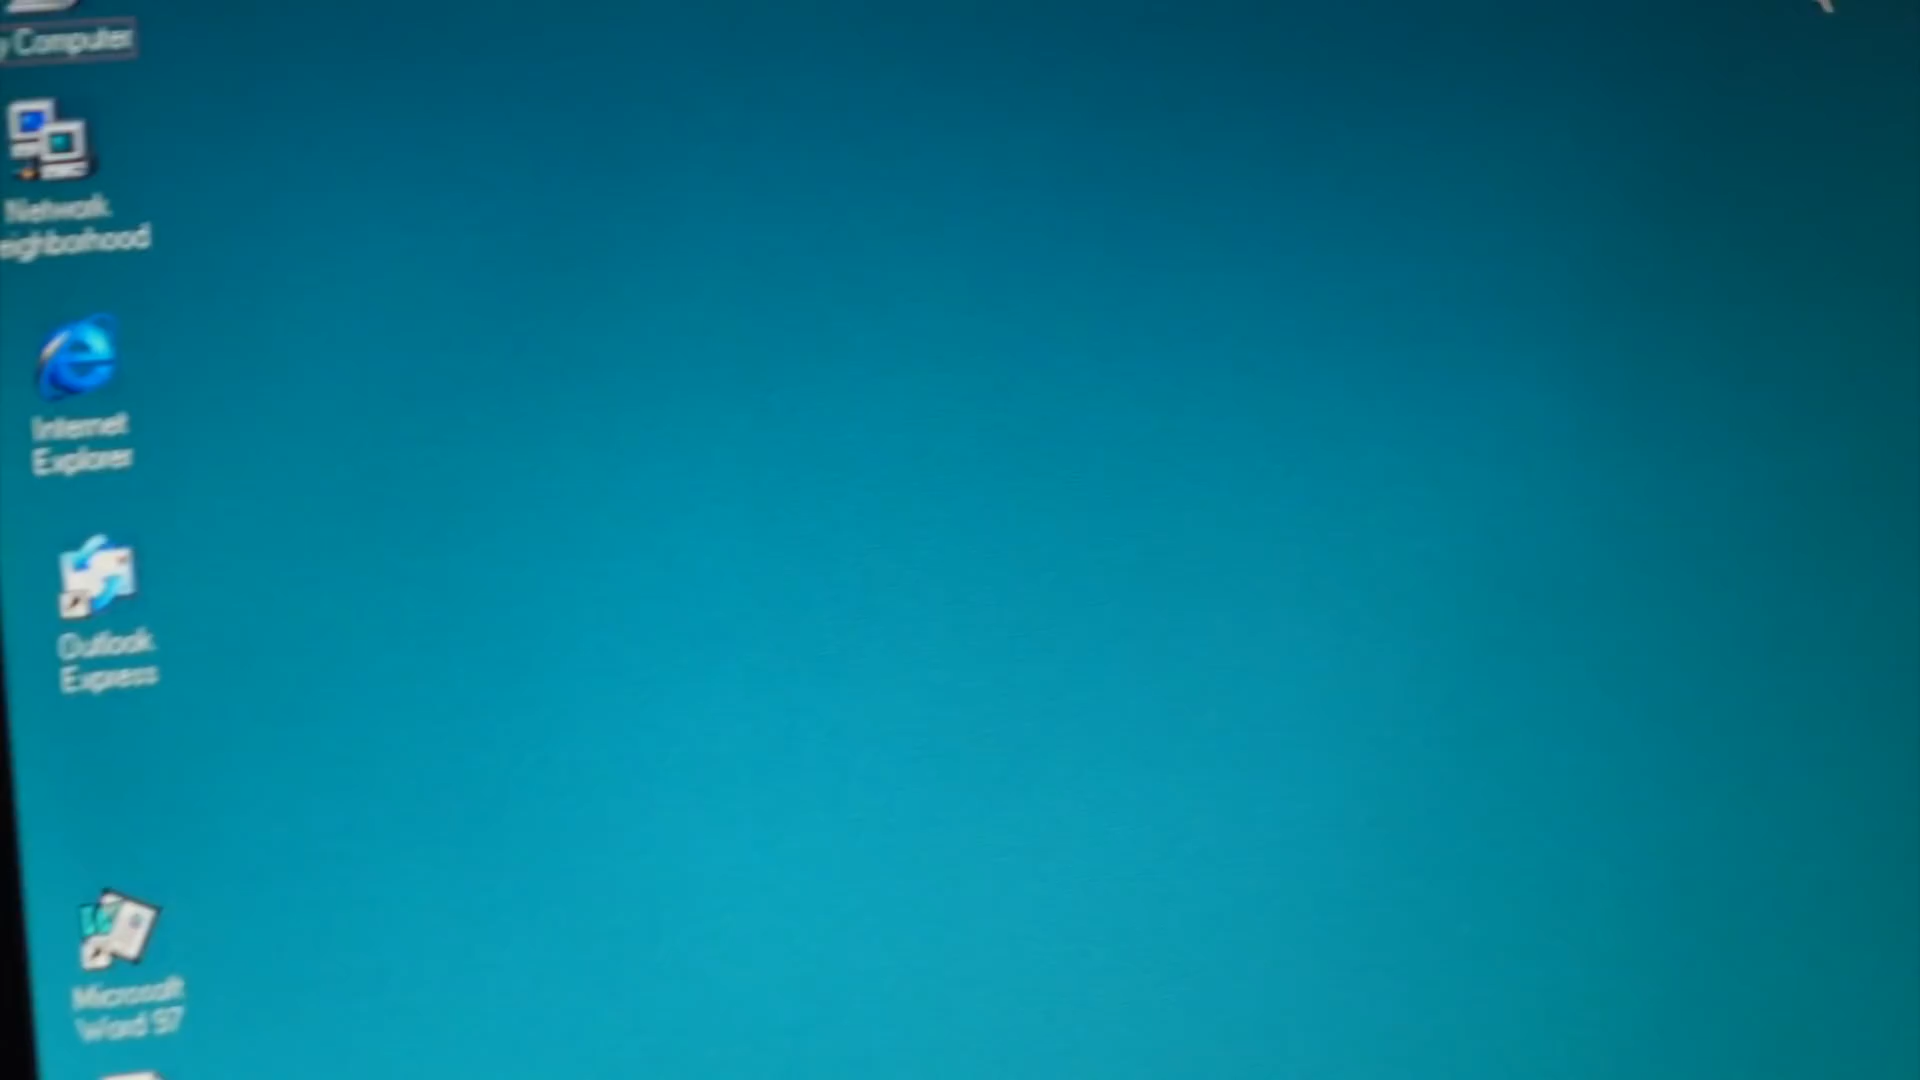 y Computer
Network
eighborhood
Internet
Explorer
Outlook
Express
Microsoft
Word 97